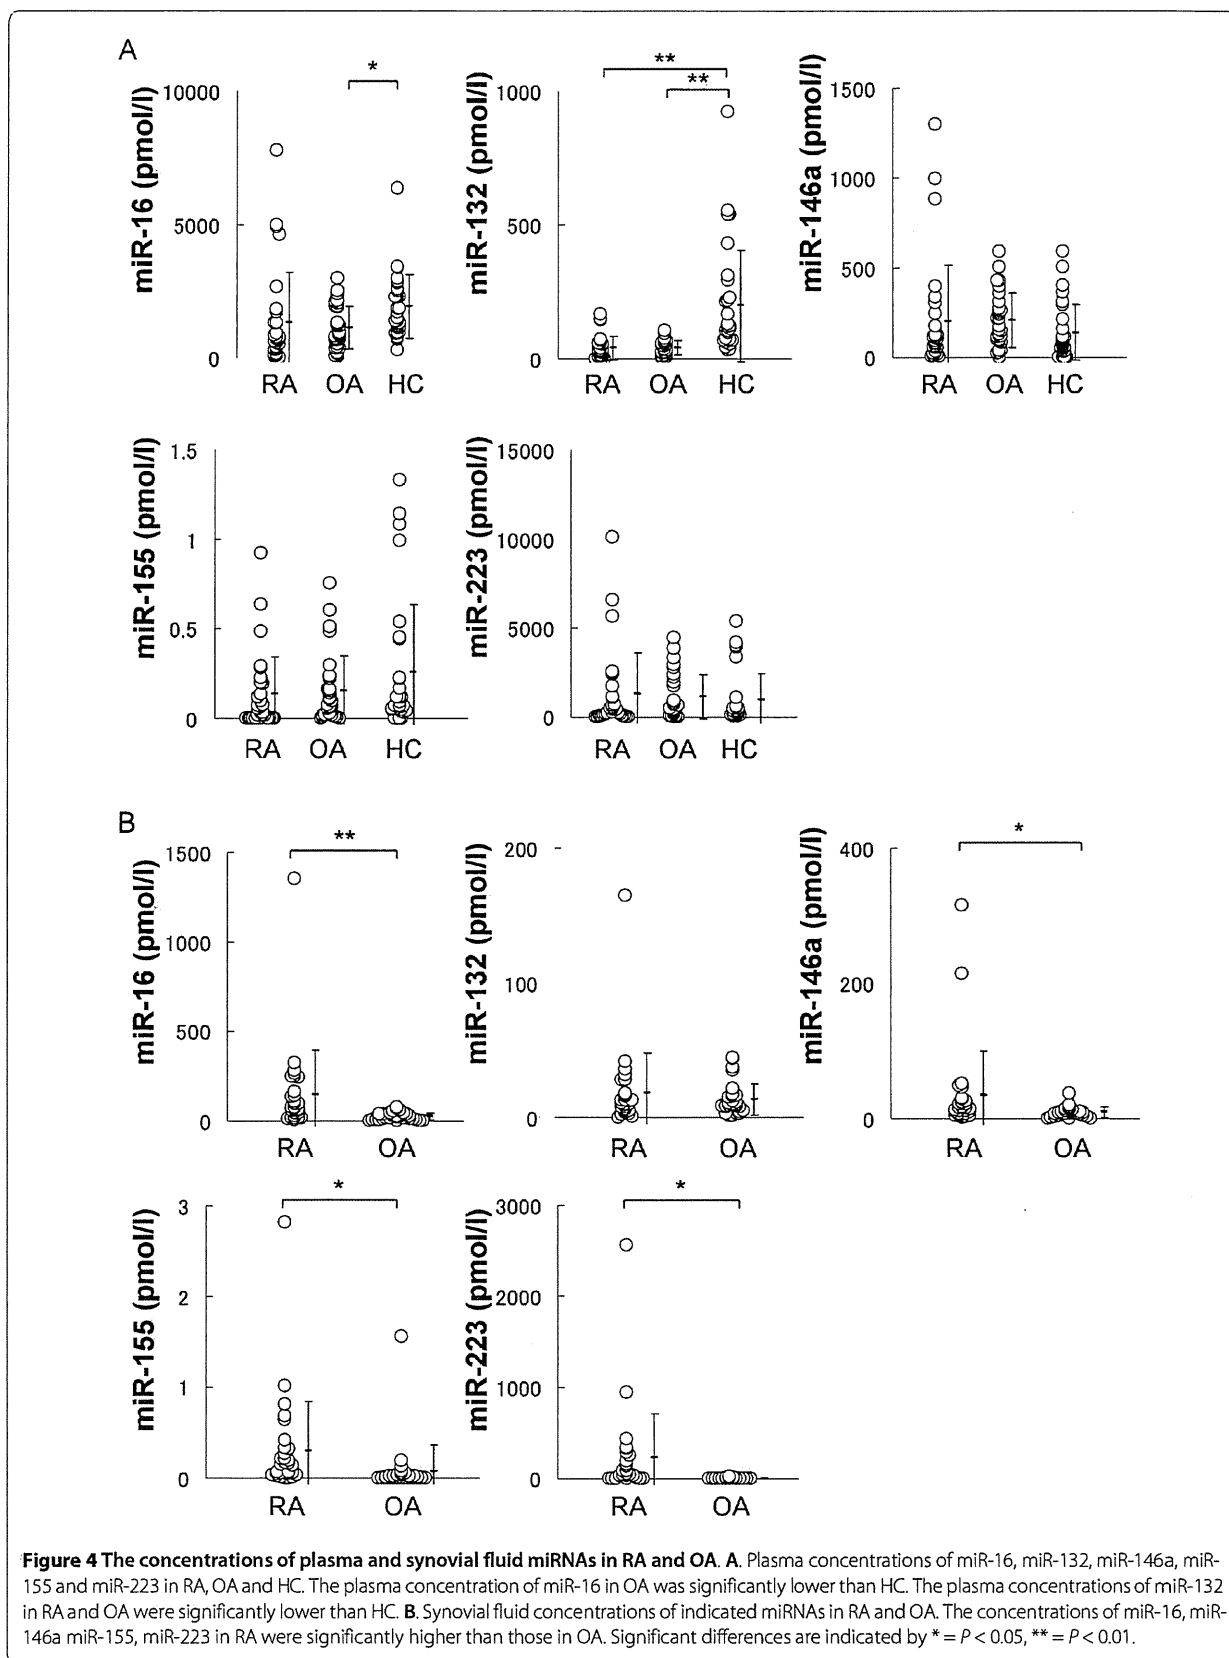 A
*
**
**
miR-16 (pmol/l)
10000
5000
0
RA OA HC
miR-132 (pmol/l)
1000
500
0
RA OA HC
miR-146a (pmol/l)
1500
1000
500
0
RA OA HC
miR-155 (pmol/l)
1.5
1
0.5
0
RA OA HC
miR-223 (pmol/l)
15000
10000
5000
0
RA OA HC
B
**
*
miR-16 (pmol/l)
1500
1000
500
0
RA OA
miR-132 (pmol/l)
200
100
0
RA OA
miR-146a (pmol/l)
400
200
0
RA OA
*
*
miR-155 (pmol/l)
3
2
1
0
RA OA
miR-223 (pmol/l)
3000
2000
1000
0
RA OA
Figure 4 The concentrations of plasma and synovial fluid miRNAs in RA and OA. A. Plasma concentrations of miR-16, miR-132, miR-146a, miR-
155 and miR-223 in RA, OA and HC. The plasma concentration of miR-16 in OA was significantly lower than HC. The plasma concentrations of miR-132
in RA and OA were significantly lower than HC. B. Synovial fluid concentrations of indicated miRNAs in RA and OA. The concentrations of miR-16, miR-
146a miR-155, miR-223 in RA were significantly higher than those in OA. Significant differences are indicated by * = P < 0.05, ** = P < 0.01.